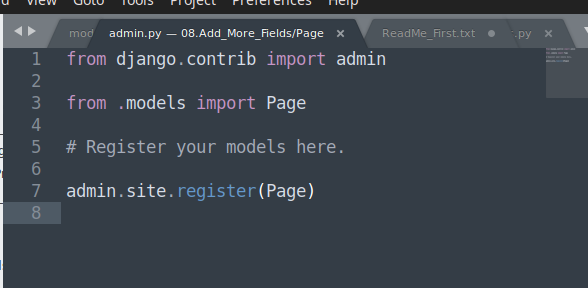 View Goto Tools Project Preferences Help
mod admin.py — 08.Add_More_Fields/Page × ReadMe_First.txt .py ×
1 from django.contrib import admin
2
3 from .models import Page
4
5 # Register your models here.
6
7 admin.site.register(Page)
8